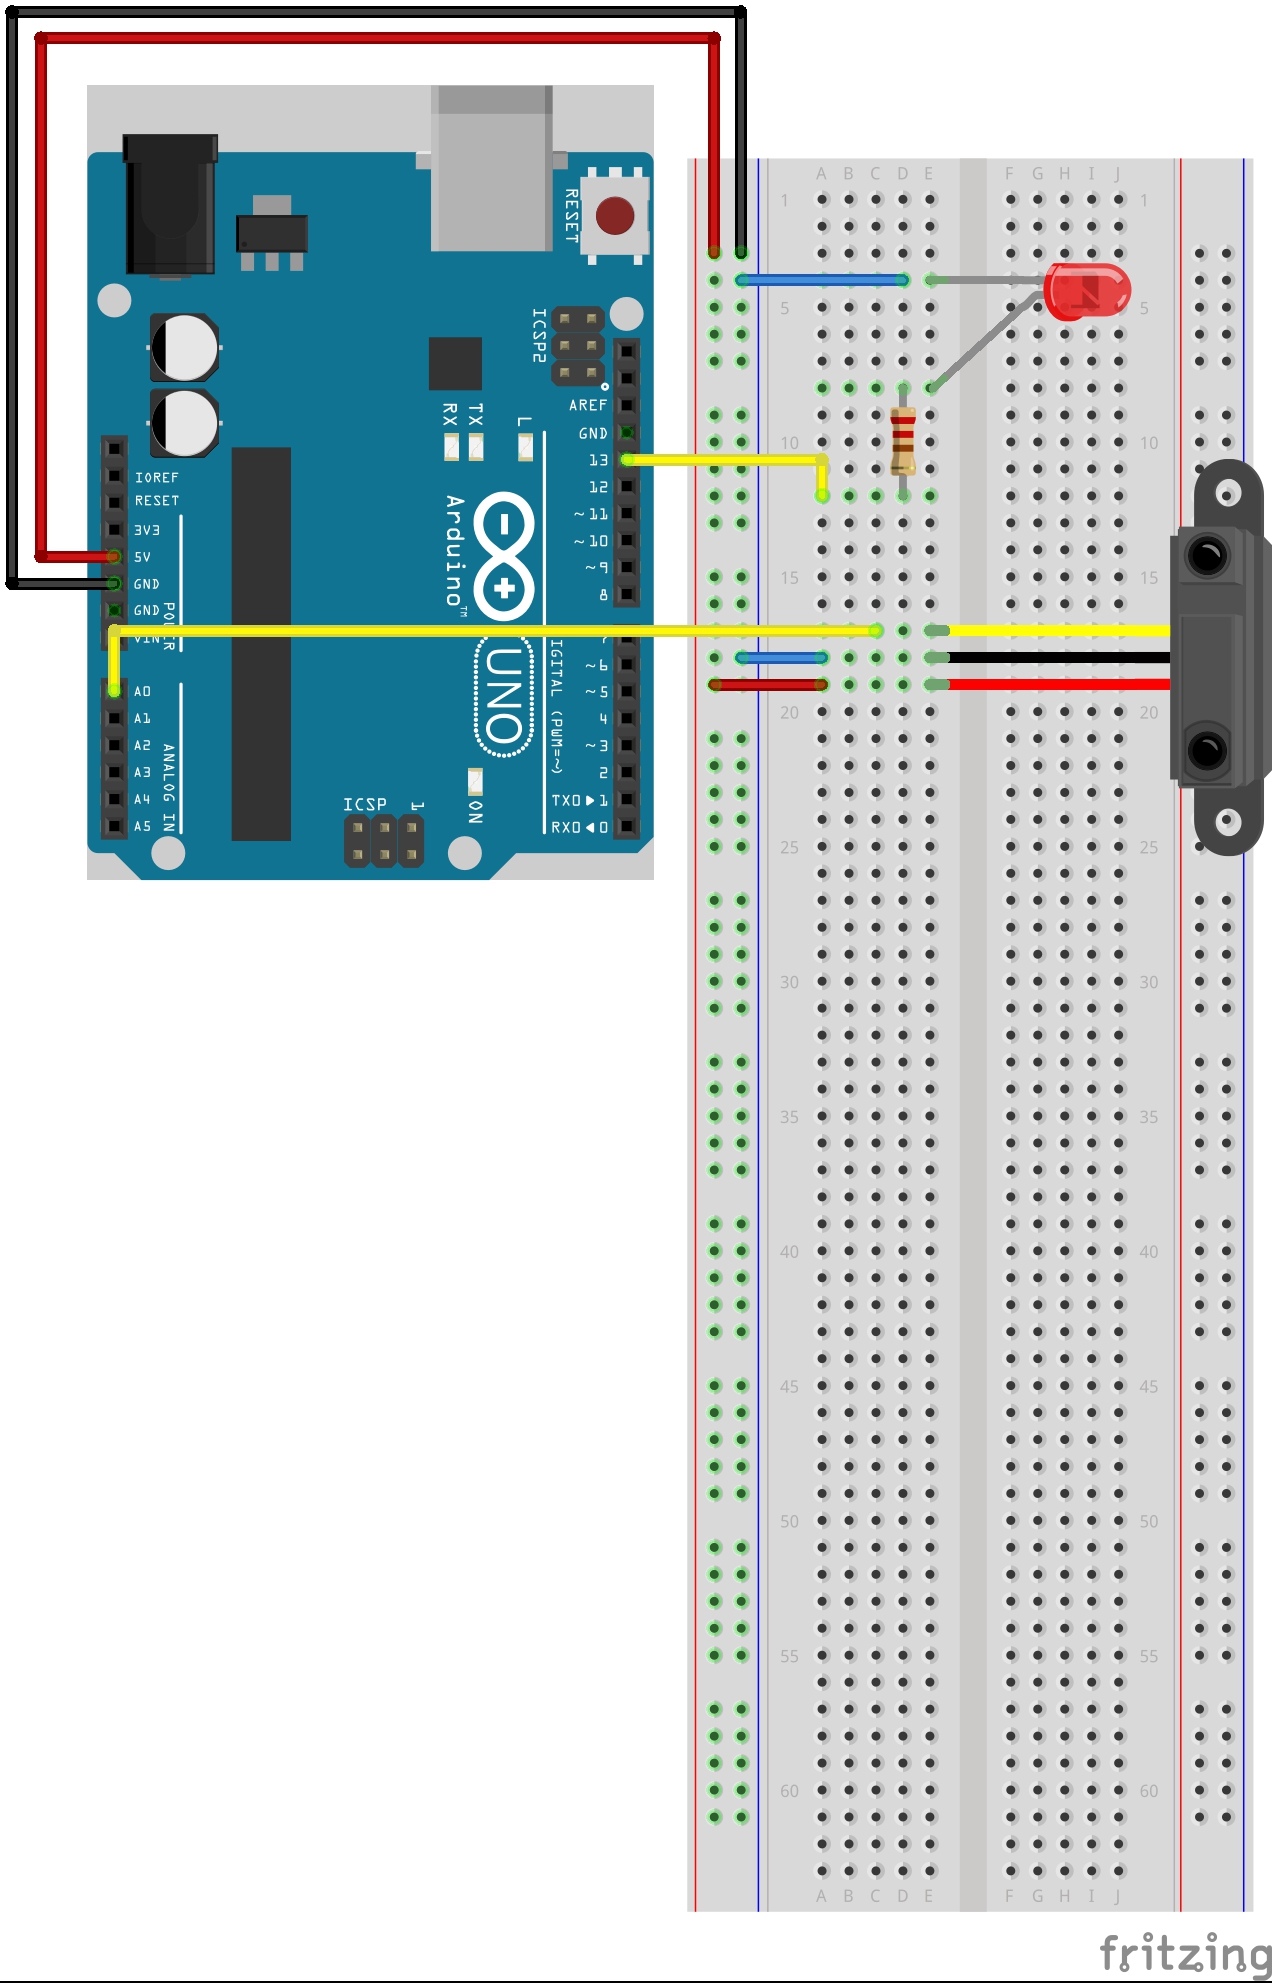 A B C D E F G H I J
1 1
RESET
5 5
ICSP2
AREF
GND
RX TX L
13
10 10
12
IOREF
RESET
~11
3V3
~10
5V
~9
GND
8
GND
15 15
POWER
VIN
Arduino™
UNO
7
~6
A0
~5
A1
4
20 20
A2
~3
A3
2
A4
TX0▶1
A5
RX0◀0
ANALOG IN
DIGITAL (PWM=~)
ICSP 1
ON
25 25
30 30
35 35
40 40
45 45
50 50
55 55
60 60
A B C D E F G H I J
fritzing